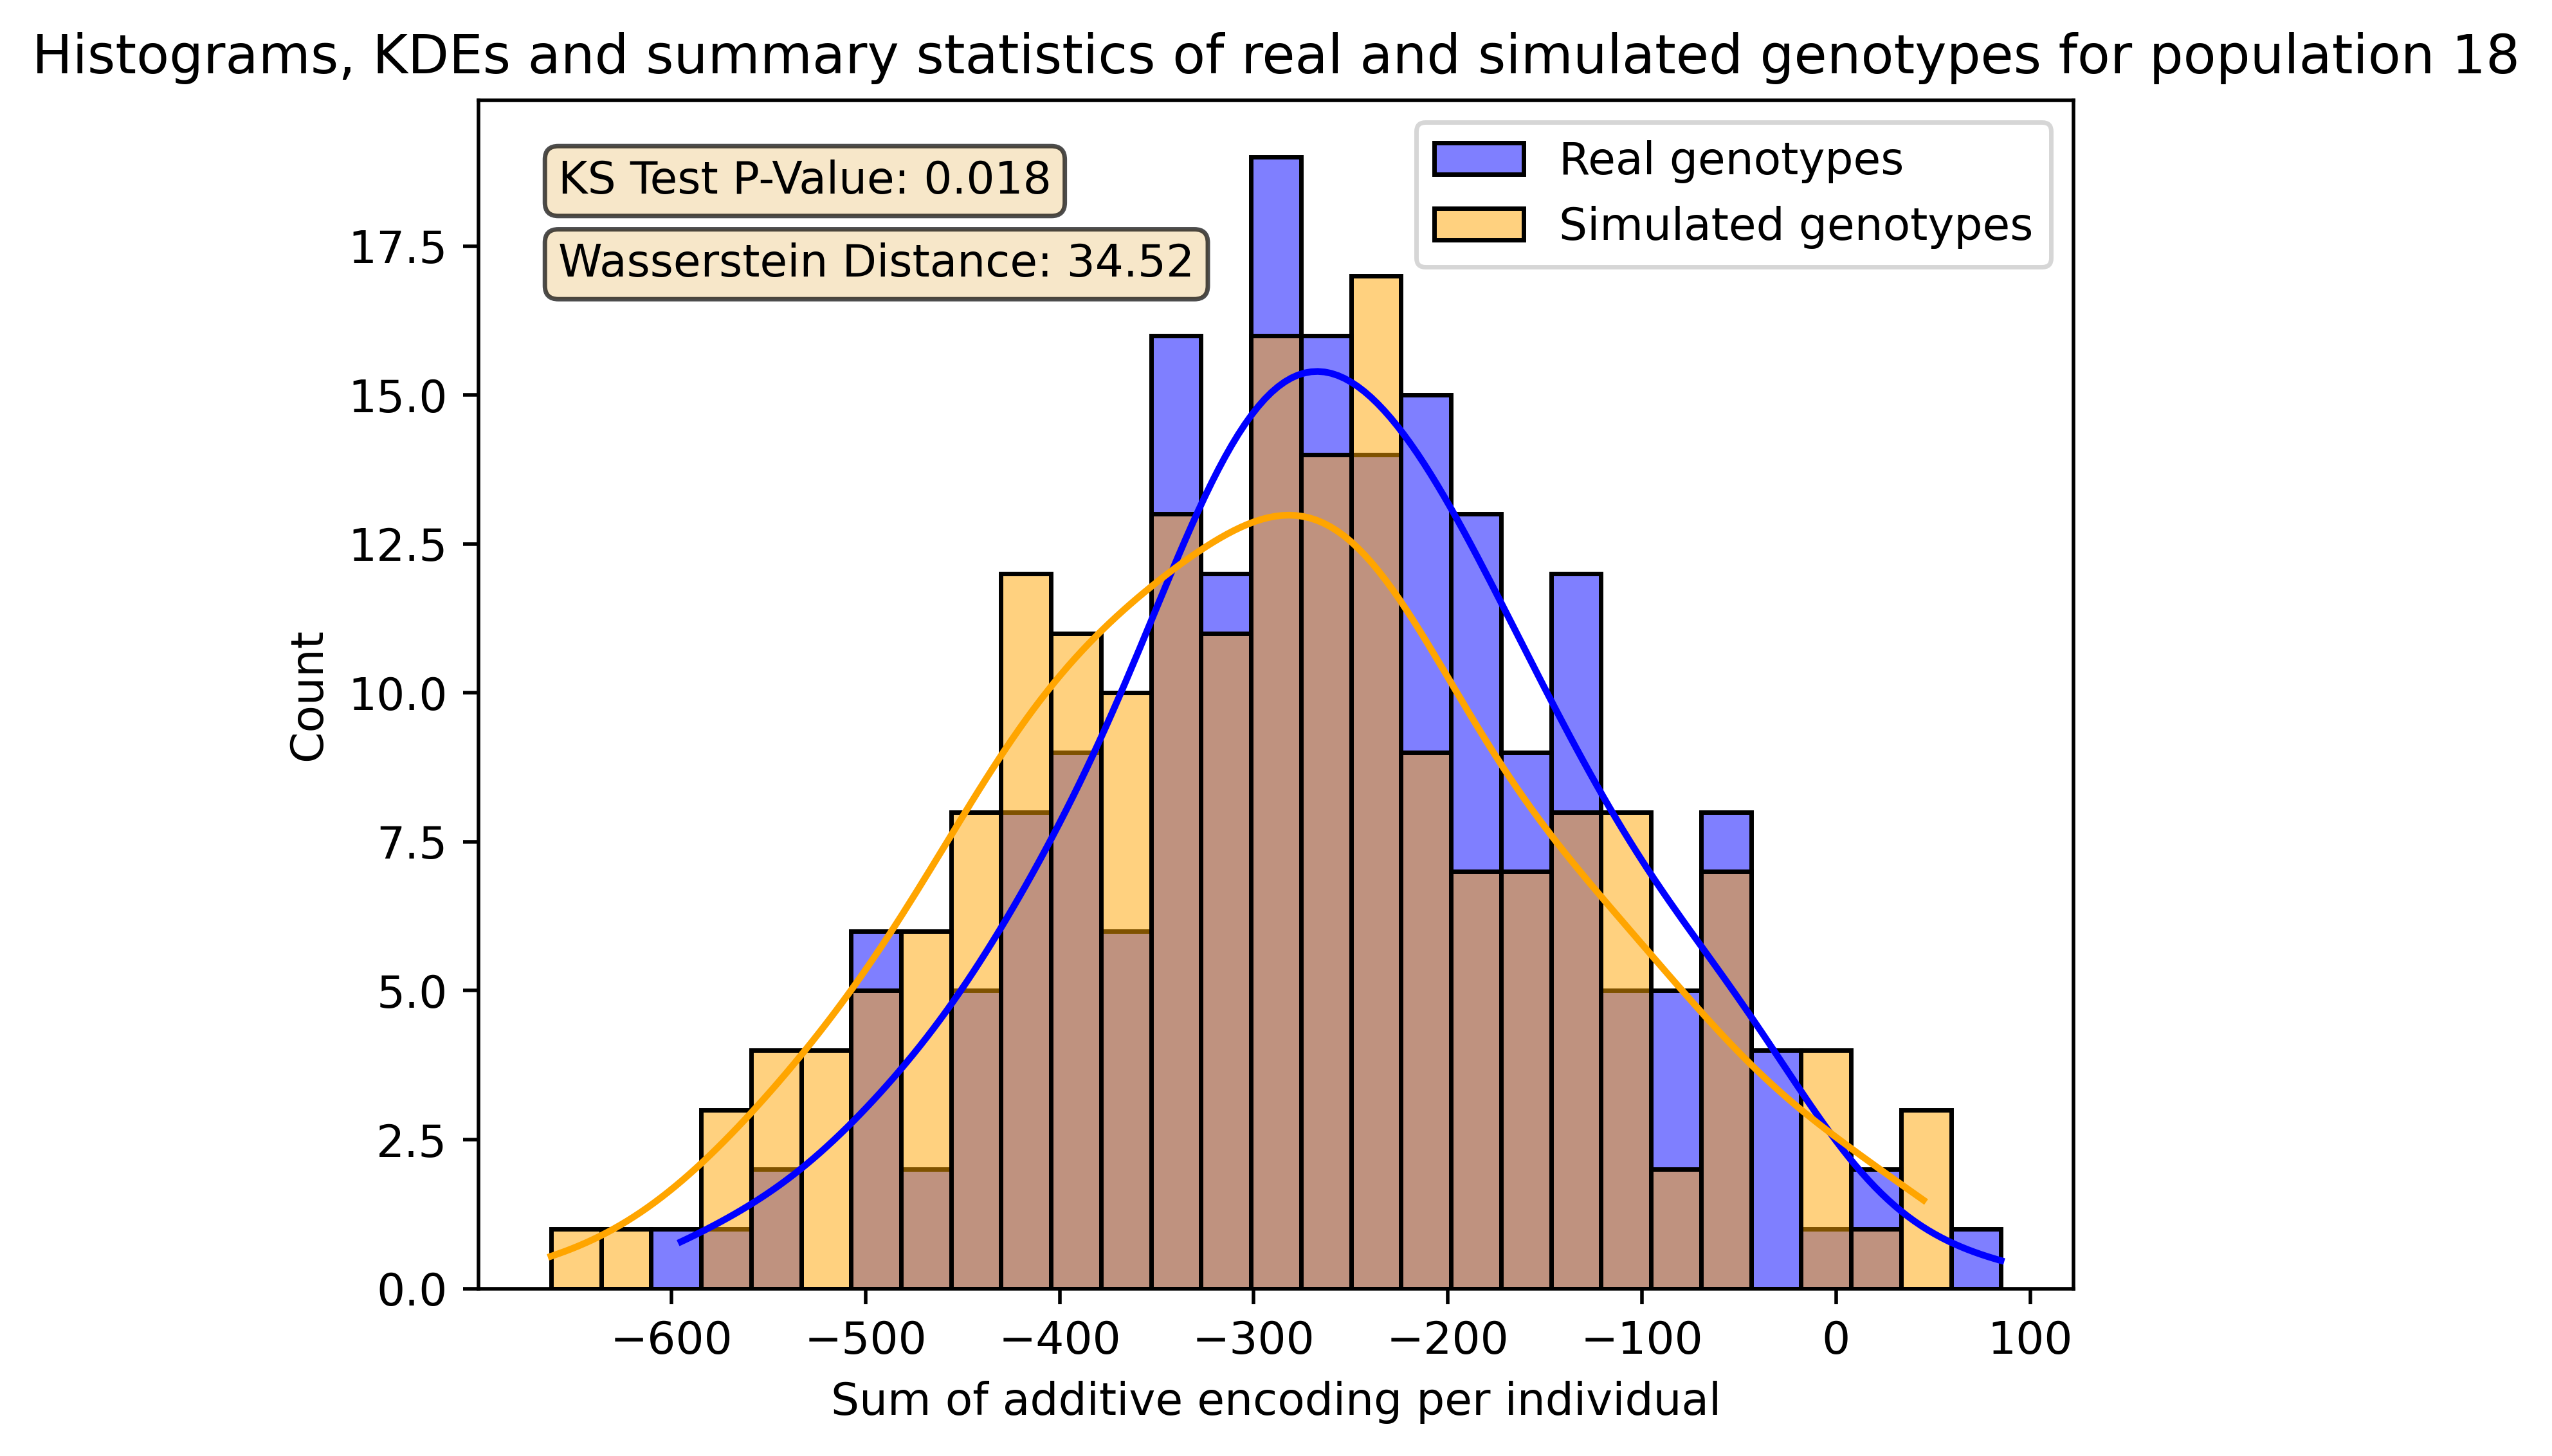 Histograms, KDEs and summary statistics of real and simulated genotypes for population 18
KS Test P-Value: 0.018
Wasserstein Distance: 34.52
Real genotypes
Simulated genotypes
17.5
15.0
12.5
10.0
7.5
5.0
2.5
0.0
Count
−600 −500 −400 −300 −200 −100 0 100
Sum of additive encoding per individual